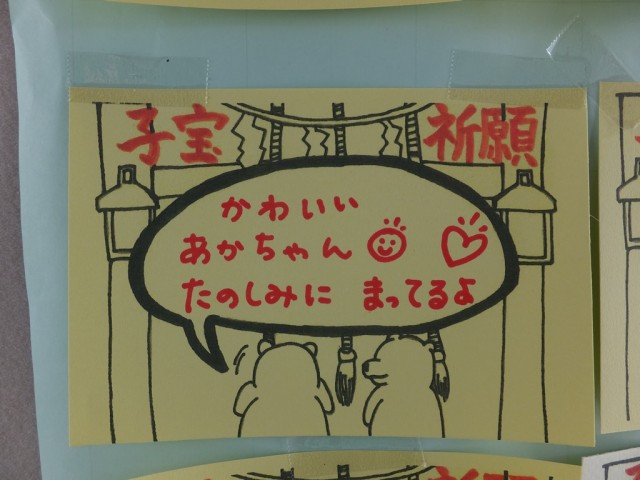 子宝 祈願
かわいい
あかちゃん
たのしみに まってるよ